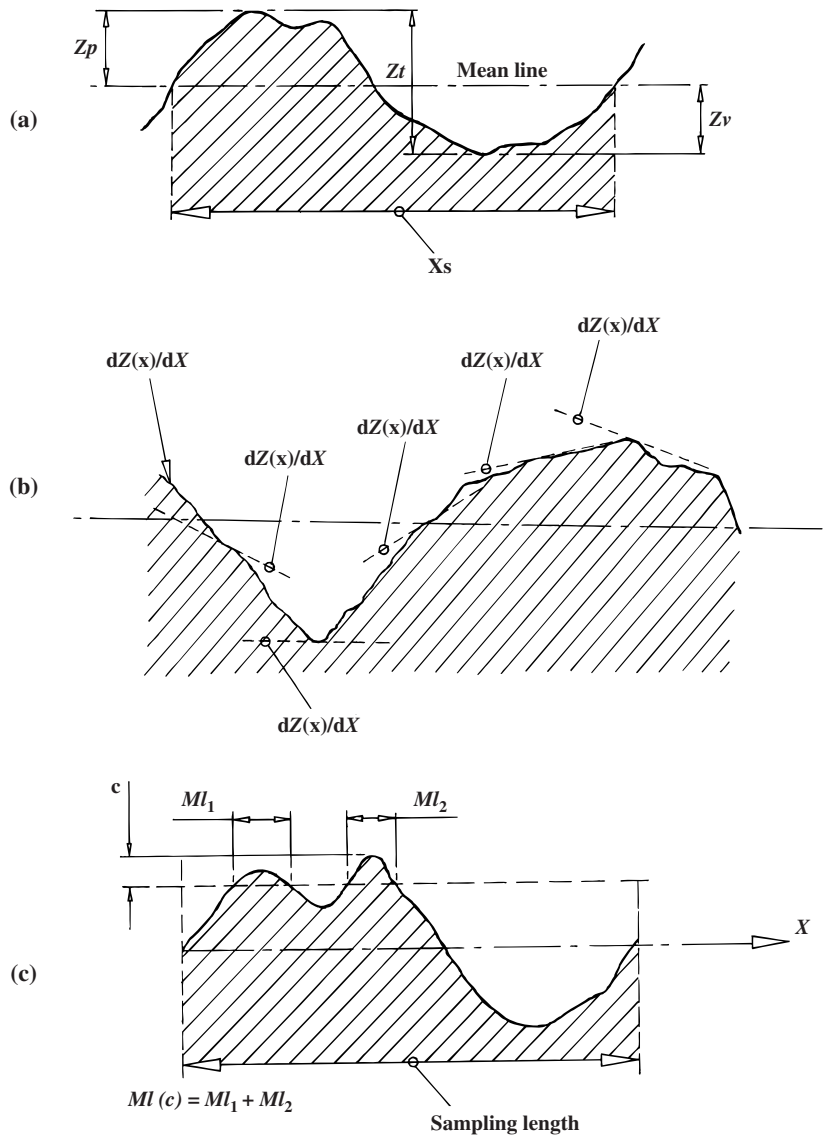 Zp
Zt
Mean line
Zv
(a)
Xs
dZ(x)/dX
dZ(x)/dX
dZ(x)/dX
dZ(x)/dX
dZ(x)/dX
(b)
dZ(x)/dX
c
Ml1
Ml2
X
(c)
Ml (c) = Ml1 + Ml2
Sampling length